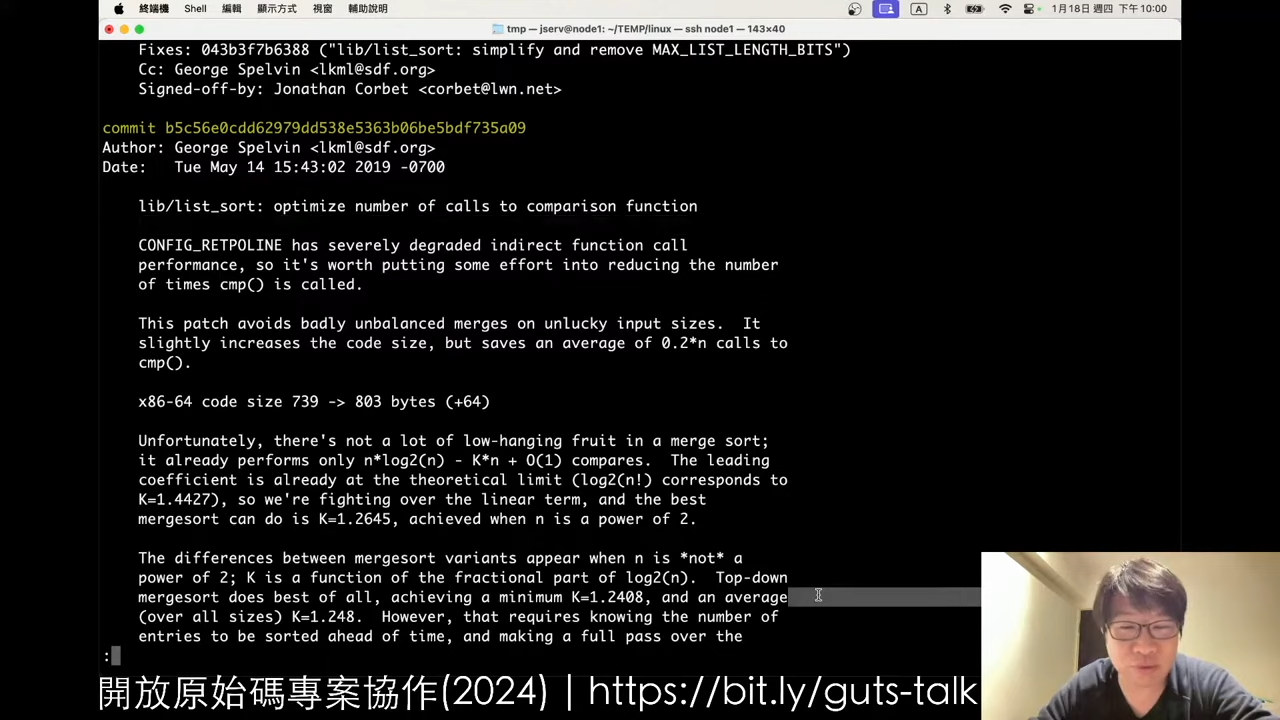 終端機 Shell 編輯 顯示方式 視窗 輔助說明 A 1月18日 週四 下午10:00
tmp — jserv@node1: ~/TEMP/linux — ssh node1 — 143×40
Fixes: 043b3f7b6388 ("lib/list_sort: simplify and remove MAX_LIST_LENGTH_BITS")
Cc: George Spelvin <lkml@sdf.org>
Signed-off-by: Jonathan Corbet <corbet@lwn.net>
commit b5c56e0cdd62979dd538e5363b06be5bdf735a09
Author: George Spelvin <lkml@sdf.org>
Date:   Tue May 14 15:43:02 2019 -0700
lib/list_sort: optimize number of calls to comparison function
CONFIG_RETPOLINE has severely degraded indirect function call
performance, so it's worth putting some effort into reducing the number
of times cmp() is called.
This patch avoids badly unbalanced merges on unlucky input sizes.  It
slightly increases the code size, but saves an average of 0.2*n calls to
cmp().
x86-64 code size 739 -> 803 bytes (+64)
Unfortunately, there's not a lot of low-hanging fruit in a merge sort;
it already performs only n*log2(n) - K*n + O(1) compares.  The leading
coefficient is already at the theoretical limit (log2(n!) corresponds to
K=1.4427), so we're fighting over the linear term, and the best
mergesort can do is K=1.2645, achieved when n is a power of 2.
The differences between mergesort variants appear when n is *not* a
power of 2; K is a function of the fractional part of log2(n).  Top-down
mergesort does best of all, achieving a minimum K=1.2408, and an average
(over all sizes) K=1.248.  However, that requires knowing the number of
entries to be sorted ahead of time, and making a full pass over the
:
開放原始碼專案協作(2024) | https://bit.ly/guts-talk